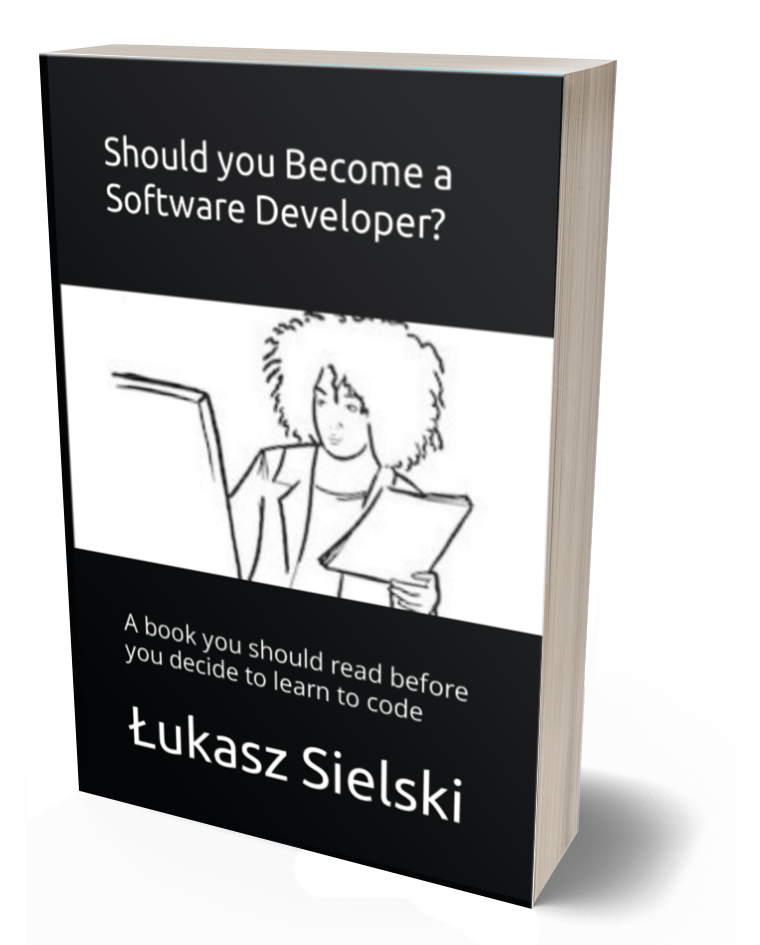 Should you Become a
Software Developer?
A book you should read before
you decide to learn to code
Łukasz Sielski